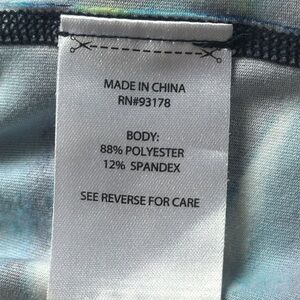 MADE IN CHINA
RN#93178
BODY:
88% POLYESTER
12% SPANDEX
SEE REVERSE FOR CARE